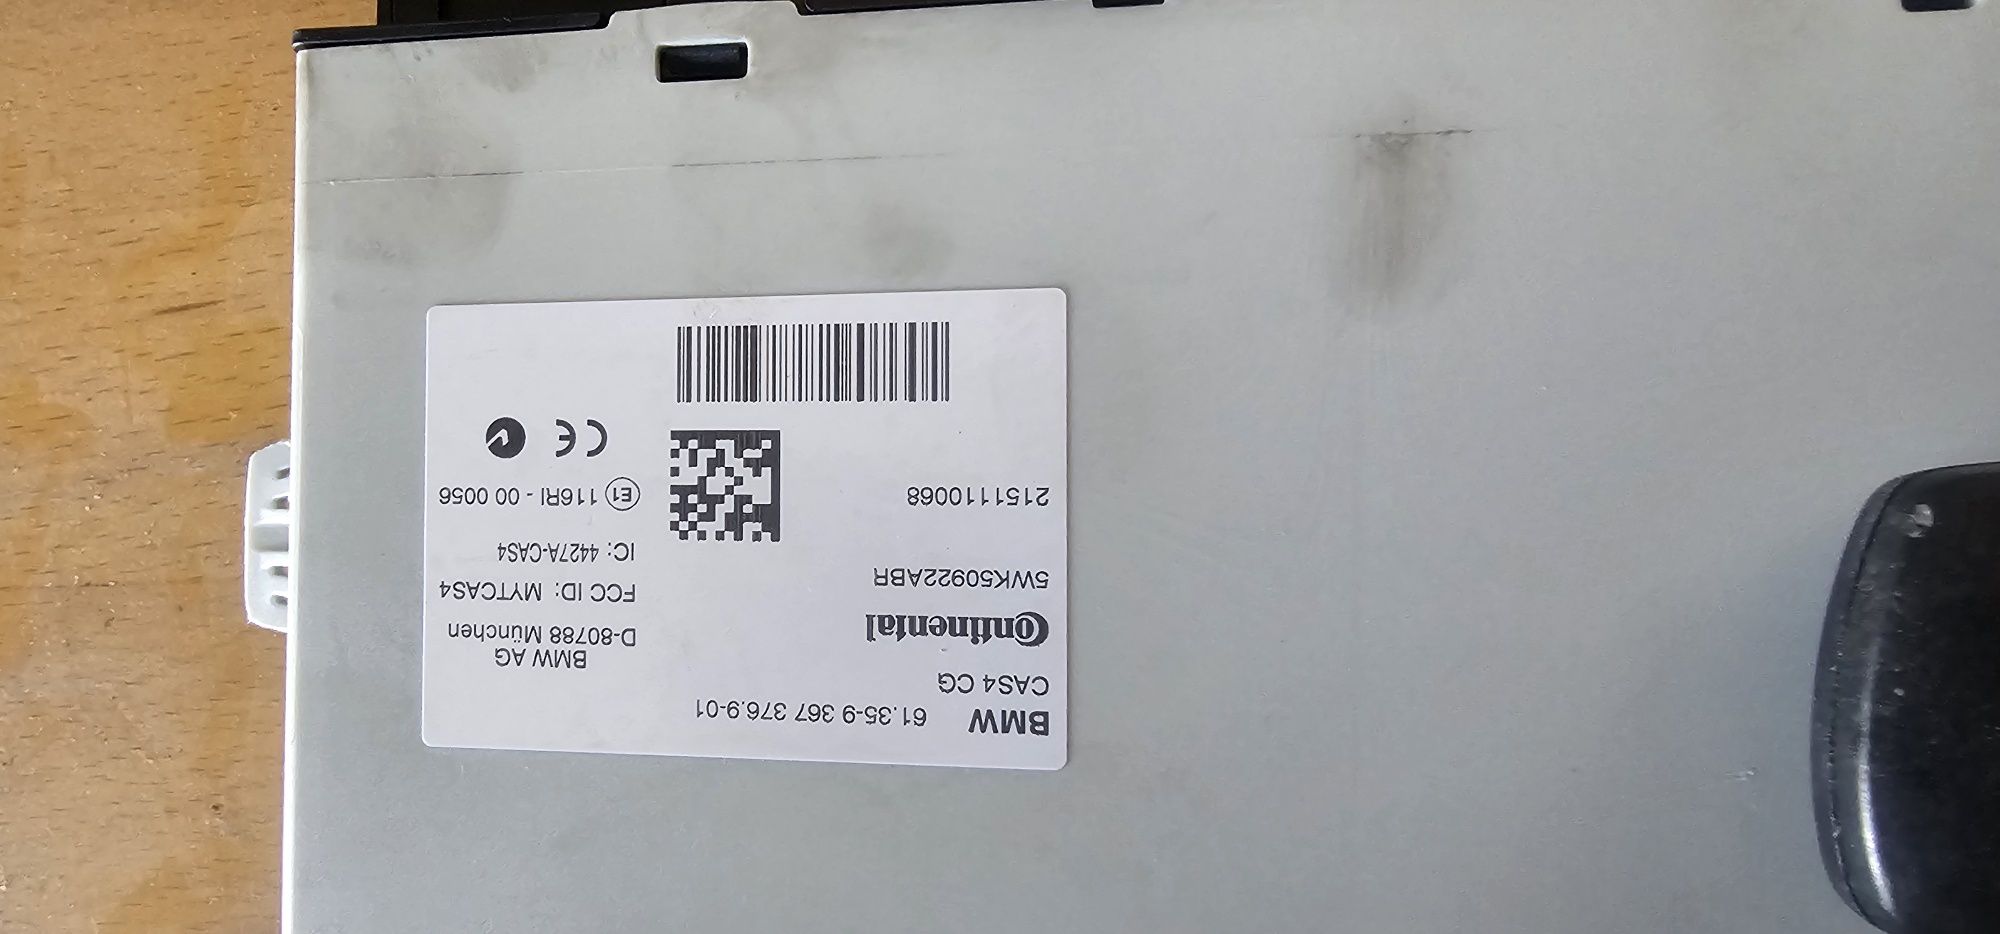 BMW 61.35-9 367 376.9-01
CAS4 CG
Continental
5WK50922ABR
2151110068
BMW AG
D-80788 München
FCC ID: MYTCAS4
IC: 4427A-CAS4
E1 116RI - 00 0056
CE